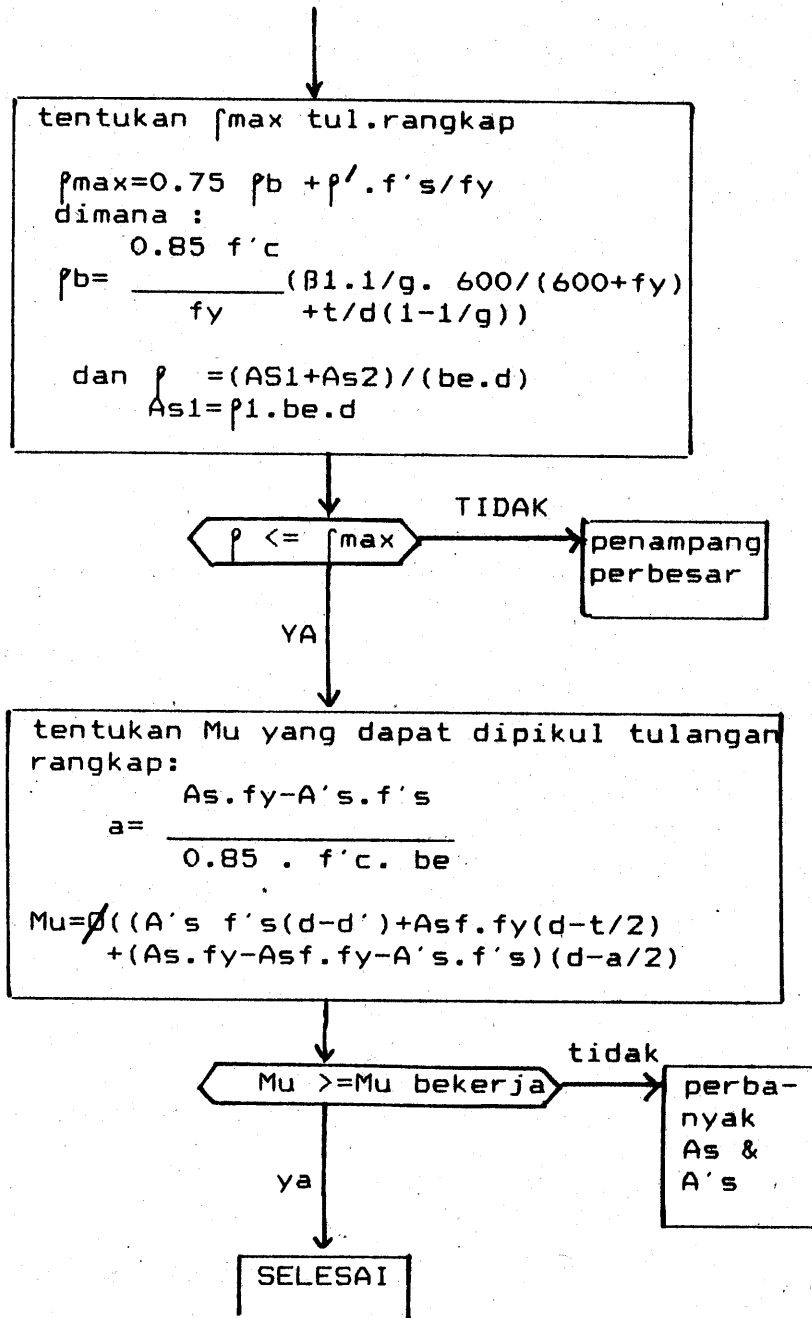 tentukan ρmax tul.rangkap
ρmax=0.75 ρb +ρ'.f's/fy
dimana :
0.85 f'c
ρb= ________(β1.1/g. 600/(600+fy)
fy +t/d(1-1/g))
dan ρ =(AS1+As2)/(be.d)
As1=ρ1.be.d
ρ <= ρmax
TIDAK
penampang
perbesar
YA
tentukan Mu yang dapat dipikul tulangan
rangkap:
As.fy-A's.f's
a= ________
0.85 . f'c. be
Mu=Ø((A's f's(d-d')+Asf.fy(d-t/2)
+(As.fy-Asf.fy-A's.f's)(d-a/2)
Mu >=Mu bekerja
tidak
perba-
nyak
As &
A's
ya
SELESAI